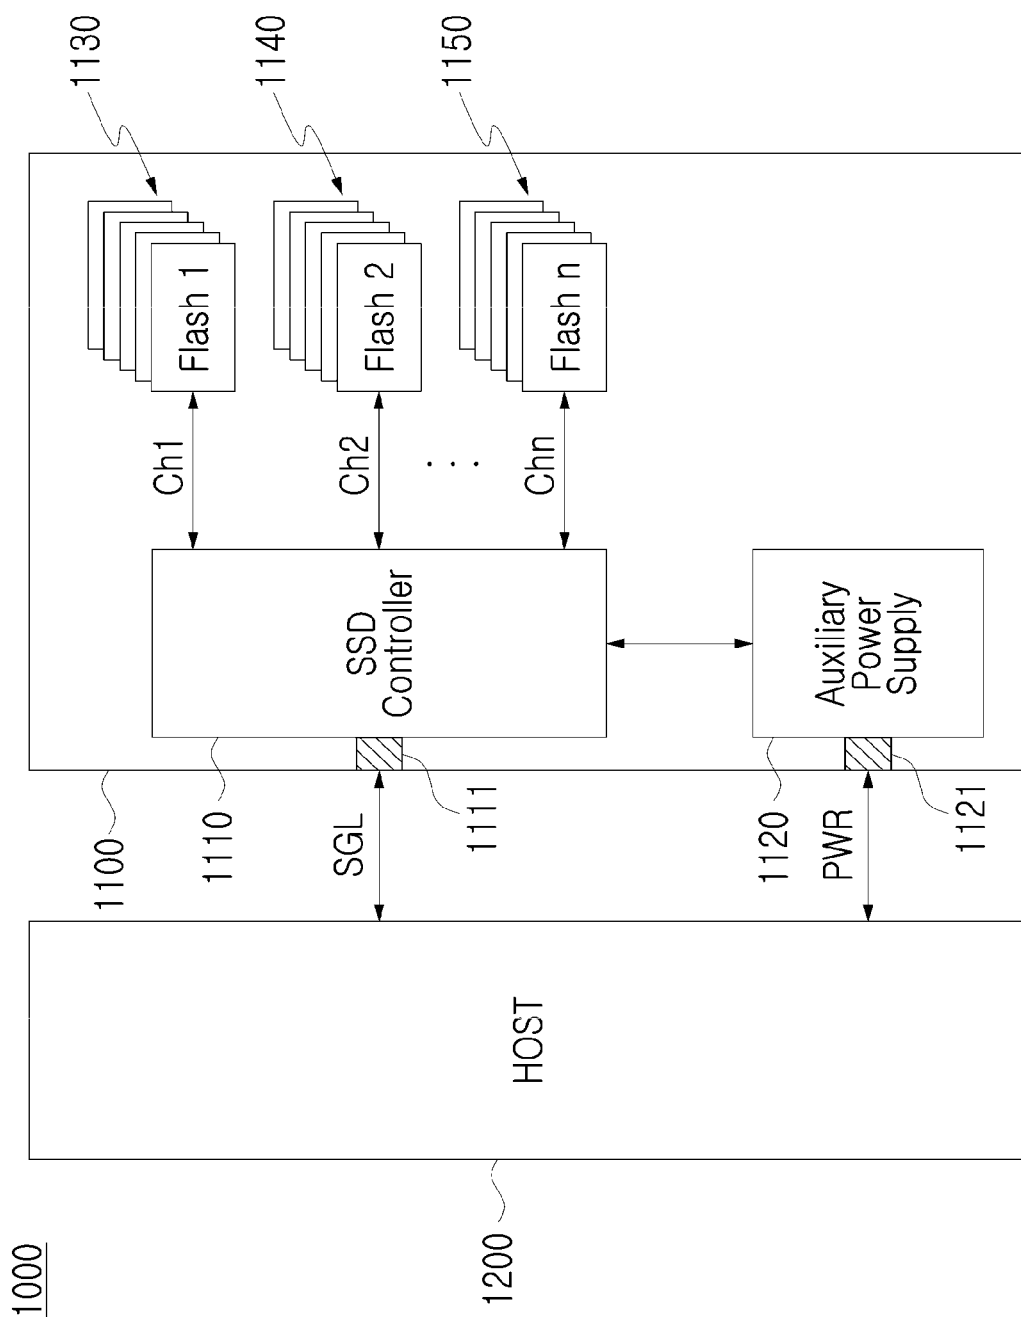 1000
1200
HOST
1100
SGL
PWR
1110
1111
1120
1121
SSD
Controller
Auxiliary
Power
Supply
Ch1
Ch2
. . .
Chn
Flash 1
Flash 2
Flash n
1130
1140
1150